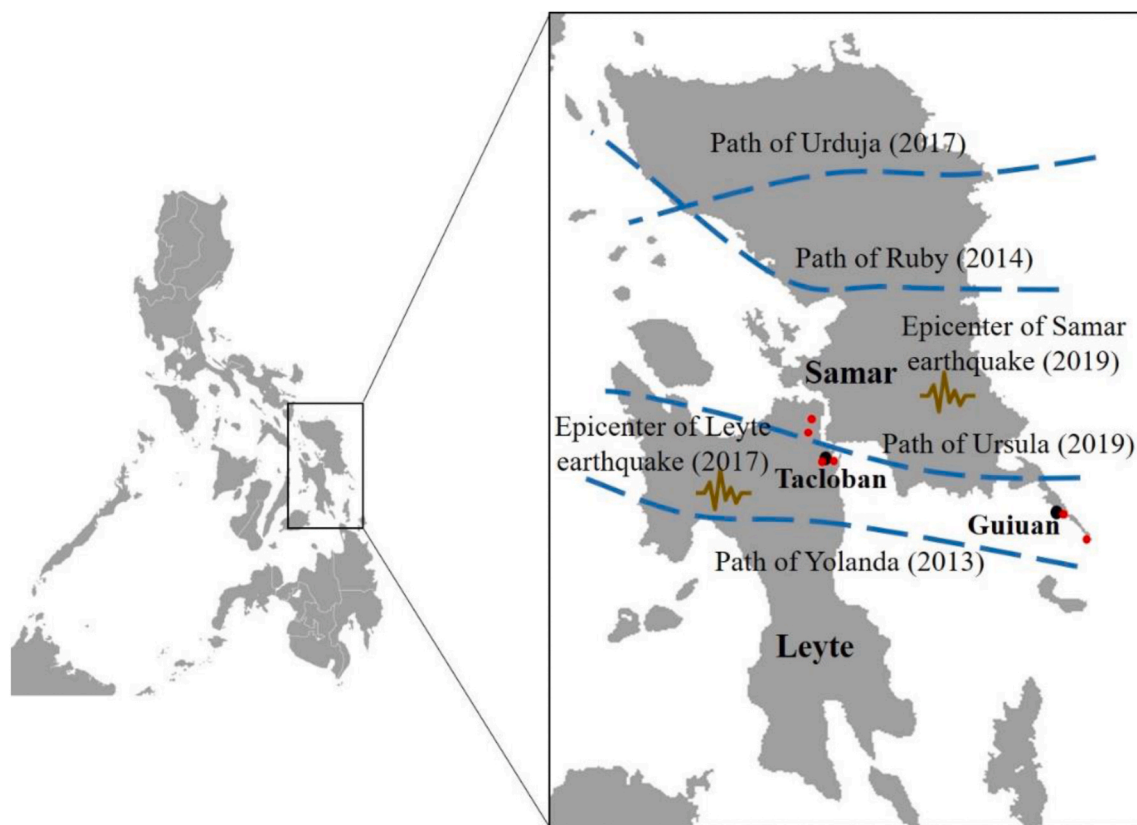 Path of Urduja (2017)
Path of Ruby (2014)
Epicenter of Samar
earthquake (2019)
Samar
Epicenter of Leyte
earthquake (2017)
Path of Ursula (2019)
Tacloban
Guiuan
Path of Yolanda (2013)
Leyte